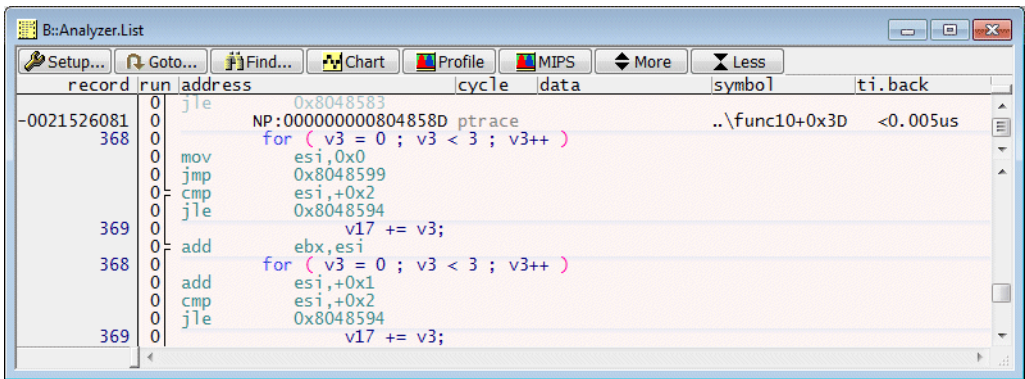 B::Analyzer.List
Setup... Goto... Find... Chart Profile MIPS More Less
record run address cycle data symbol ti.back
0 jle 0x8048583
-0021526081 0 NP:000000000804858D ptrace ..\func10+0x3D <0.005us
368 0 for ( v3 = 0 ; v3 < 3 ; v3++ )
0 mov esi,0x0
0 jmp 0x8048599
0 cmp esi,+0x2
0 jle 0x8048594
369 0 v17 += v3;
0 add ebx,esi
368 0 for ( v3 = 0 ; v3 < 3 ; v3++ )
0 add esi,+0x1
0 cmp esi,+0x2
0 jle 0x8048594
369 0 v17 += v3;